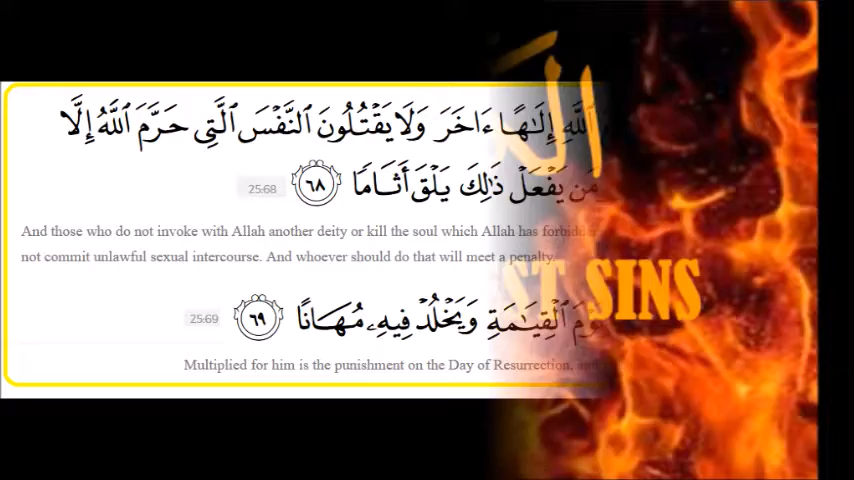 ٱللَّهِ إِلَـٰهًا ءَاخَرَ وَلَا يَقْتُلُونَ ٱلنَّفْسَ ٱلَّتِى حَرَّمَ ٱللَّهُ إِلَّا
مَن يَفْعَلْ ذَٰلِكَ يَلْقَ أَثَامًا ٦٨ 25:68
And those who do not invoke with Allah another deity or kill the soul which Allah has
not commit unlawful sexual intercourse. And whoever should do that will meet a penalty.
ST SINS
ٱلْقِيَـٰمَةِ وَيَخْلُدْ فِيهِۦ مُهَانًا ٦٩ 25:69
Multiplied for him is the punishment on the Day of Resurrection,